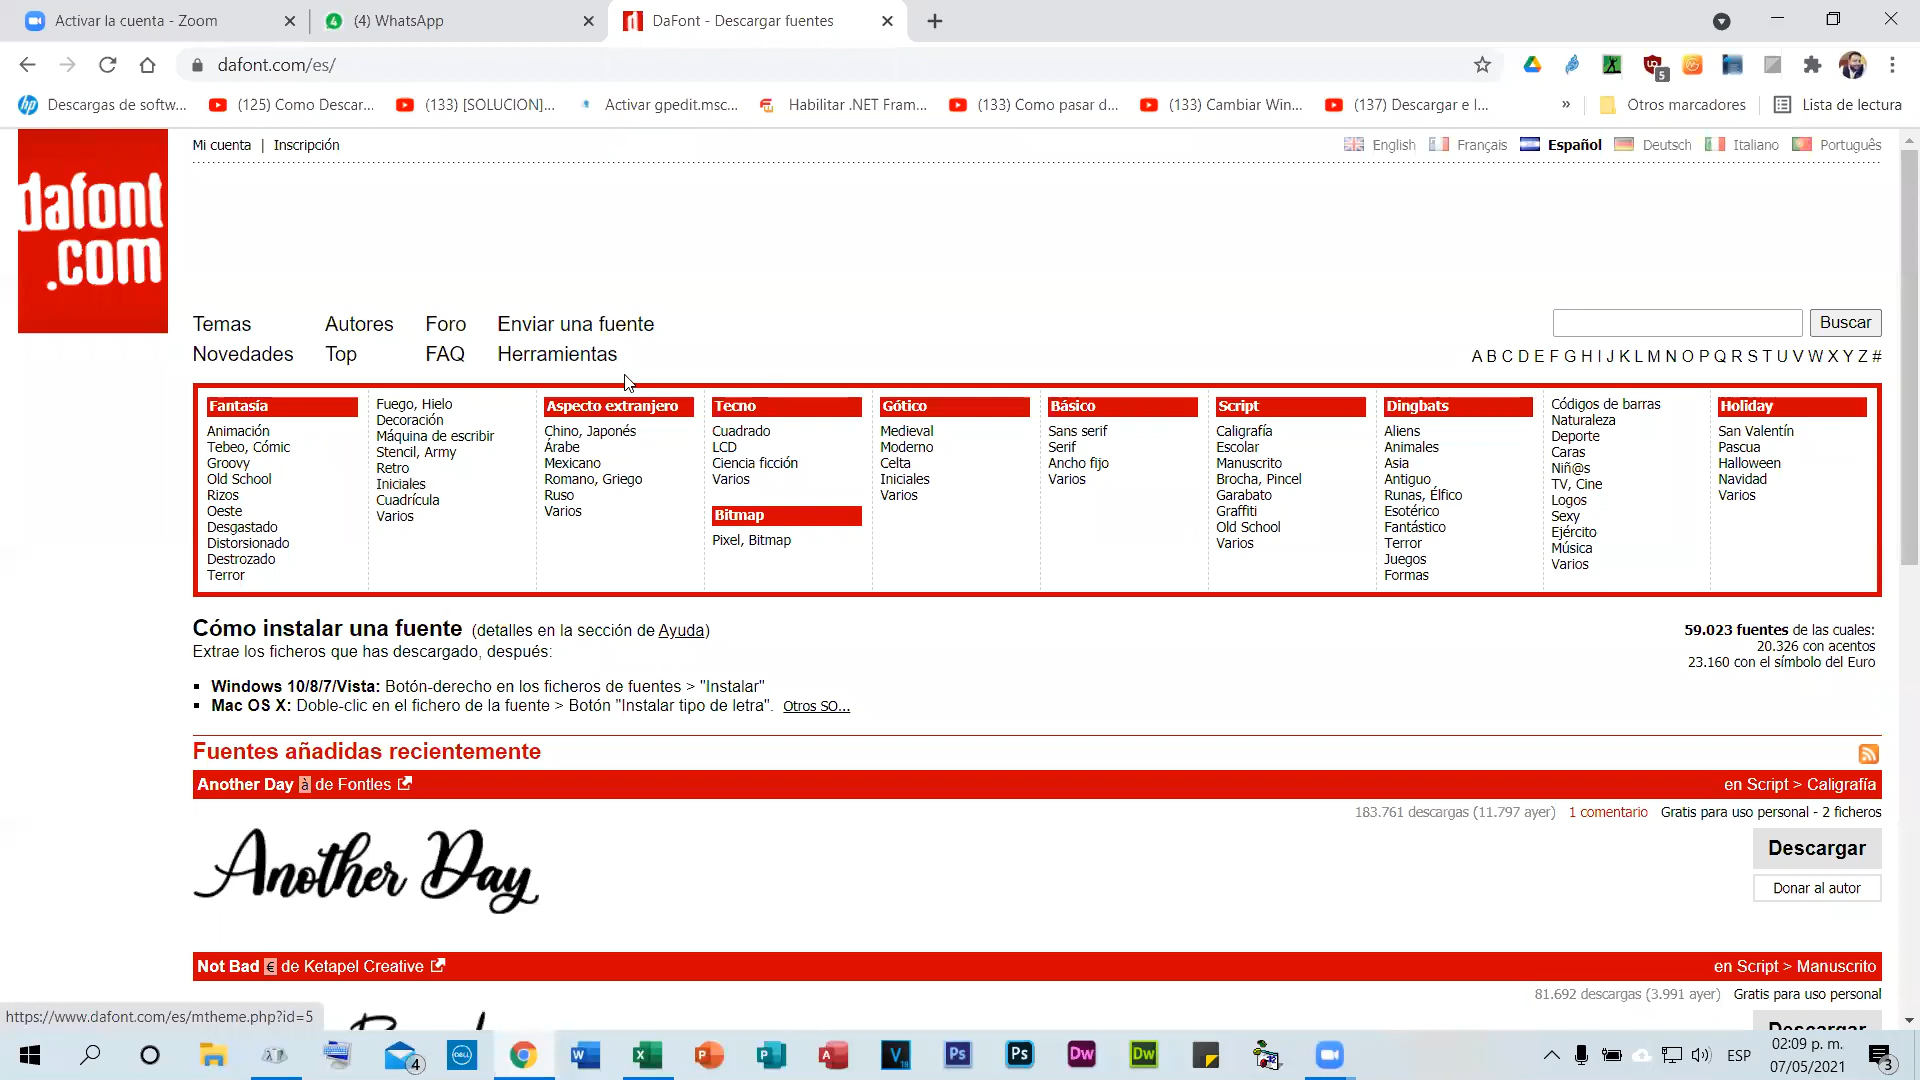 Activar la cuenta - Zoom
(4) WhatsApp
DaFont - Descargar fuentes
dafont.com/es/
Descargas de softw...
(125) Como Descar...
(133) [SOLUCION]...
Activar gpedit.msc...
Habilitar .NET Fram...
(133) Como pasar d...
(133) Cambiar Win...
(137) Descargar e I...
Otros marcadores
Lista de lectura
dafont
.com
Mi cuenta | Inscripción
English
Français
Español
Deutsch
Italiano
Português
Temas
Autores
Foro
Enviar una fuente
Novedades
Top
FAQ
Herramientas
Buscar
A B C D E F G H I J K L M N O P Q R S T U V W X Y Z #
Fantasía
Animación
Tebeo, Cómic
Groovy
Old School
Rizos
Oeste
Desgastado
Distorsionado
Destrozado
Terror
Fuego, Hielo
Decoración
Máquina de escribir
Stencil, Army
Retro
Iniciales
Cuadrícula
Varios
Aspecto extranjero
Chino, Japonés
Árabe
Mexicano
Romano, Griego
Ruso
Varios
Tecno
Cuadrado
LCD
Ciencia ficción
Varios
Bitmap
Pixel, Bitmap
Gótico
Medieval
Moderno
Celta
Iniciales
Varios
Básico
Sans serif
Serif
Ancho fijo
Varios
Script
Caligrafía
Escolar
Manuscrito
Brocha, Pincel
Garabato
Graffiti
Old School
Varios
Dingbats
Aliens
Animales
Asia
Antiguo
Runas, Élfico
Esotérico
Fantástico
Terror
Juegos
Formas
Códigos de barras
Naturaleza
Deporte
Caras
Niñ@s
TV, Cine
Logos
Sexy
Ejército
Música
Varios
Holiday
San Valentín
Pascua
Halloween
Navidad
Varios
Cómo instalar una fuente (detalles en la sección de Ayuda)
Extrae los ficheros que has descargado, después:
Windows 10/8/7/Vista: Botón-derecho en los ficheros de fuentes > "Instalar"
Mac OS X: Doble-clic en el fichero de la fuente > Botón "Instalar tipo de letra". Otros SO...
59.023 fuentes de las cuales:
20.326 con acentos
23.160 con el símbolo del Euro
Fuentes añadidas recientemente
Another Day à de Fontles
en Script > Caligrafía
183.761 descargas (11.797 ayer)
1 comentario
Gratis para uso personal - 2 ficheros
Another Day
Descargar
Donar al autor
Not Bad € de Ketapel Creative
en Script > Manuscrito
81.692 descargas (3.991 ayer)
Gratis para uso personal
Descargar
https://www.dafont.com/es/mtheme.php?id=5
ESP
02:09 p. m.
07/05/2021